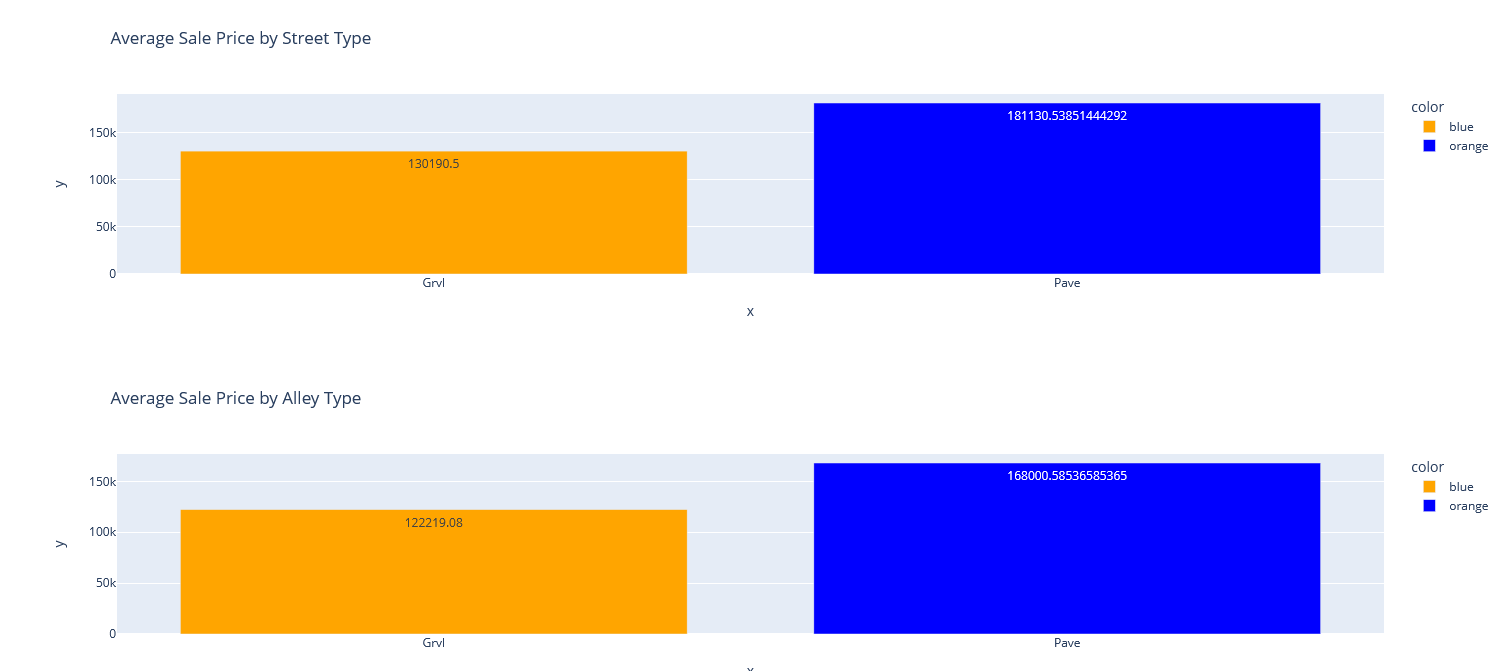 Average Sale Price by Street Type
color
blue
orange
181130.53851444292
130190.5
150k
100k
50k
0
y
Grvl
Pave
x
Average Sale Price by Alley Type
color
blue
orange
168000.58536585365
122219.08
150k
100k
50k
0
y
Grvl
Pave
x